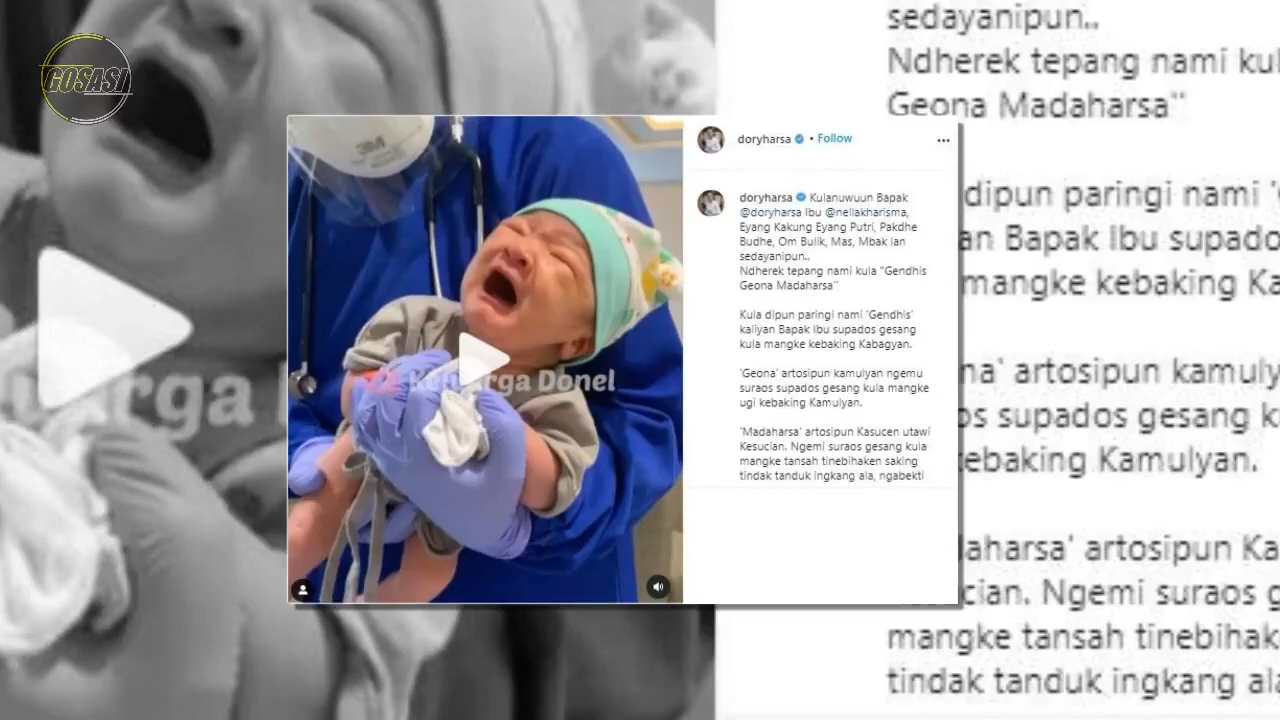 GOSASI
sedayanipun..
Ndherek tepang nami kul
Geona Madaharsa"
3M
doryharsa • Follow
doryharsa Kulanuwuun Bapak
@doryharsa Ibu @nellakharisma,
Eyang Kakung Eyang Putri, Pakdhe
Budhe, Om Bulik, Mas, Mbak lan
sedayanipun..
Ndherek tepang nami kula "Gendhis
Geona Madaharsa"
Kula dipun paringi nami 'Gendhis'
kaliyan Bapak Ibu supados gesang
kula mangke kebaking Kabagyan.
'Geona' artosipun kamulyan ngemu
suraos supados gesang kula mangke
ugi kebaking Kamulyan.
'Madaharsa' artosipun Kasucen utawi
Kesucian. Ngemi suraos gesang kula
mangke tansah tinebihaken saking
tindak tanduk ingkang ala, ngabekti
Keluarga Donel
dipun paringi nami '
an Bapak Ibu supado
mangke kebaking Ka
na' artosipun kamuly
os supados gesang k
kebaking Kamulyan.
daharsa' artosipun Ka
cian. Ngemi suraos g
mangke tansah tinebihak
tindak tanduk ingkang ala
arga